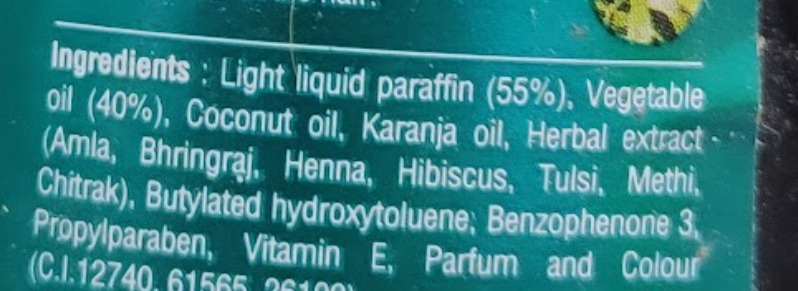 Ingredients : Light liquid paraffin (55%), Vegetable
oil (40%), Coconut oil, Karanja oil, Herbal extract
(Amla, Bhringraj, Henna, Hibiscus, Tulsi, Methi,
Chitrak), Butylated hydroxytoluene, Benzophenone 3,
Propylparaben, Vitamin E, Parfum and Colour
(C.I.12740, 61565, 26100)